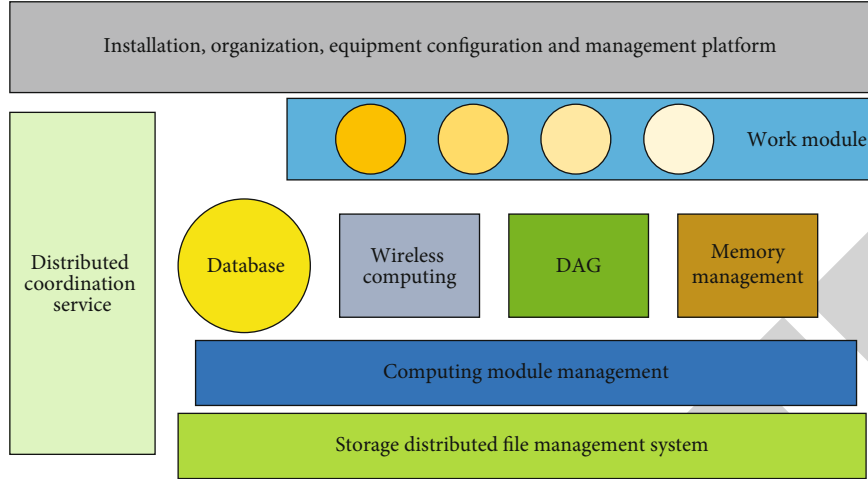 Installation, organization, equipment configuration and management platform
Work module
Distributed
coordination
service
Database
Wireless
computing
DAG
Memory
management
Computing module management
Storage distributed file management system